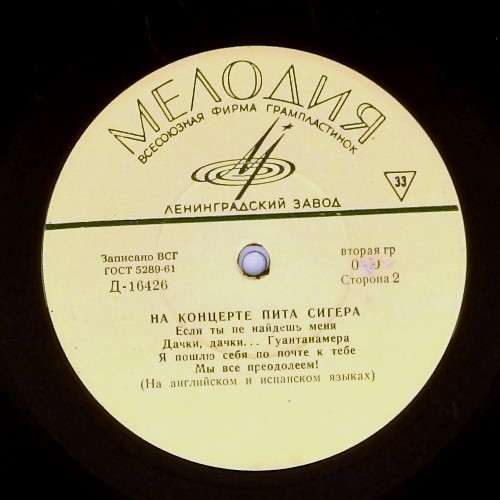 МЕЛОДИЯ
ВСЕСОЮЗНАЯ ФИРМА ГРАМПЛАСТИНОК
33
ЛЕНИНГРАДСКИЙ ЗАВОД
Записано ВСГ
ГОСТ 5289-61
Д-16426
вторая гр
Сторона 2
НА КОНЦЕРТЕ ПИТА СИГЕРА
Если ты не найдешь меня
Дачки, дачки... Гуантанамера
Я пошлю себя по почте к тебе
Мы все преодолеем!
(На английском и испанском языках)